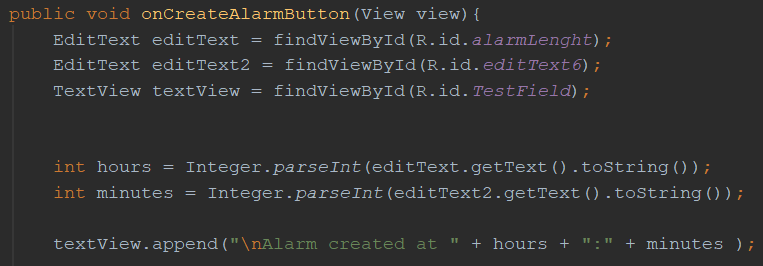 public void onCreateAlarmButton(View view){
EditText editText = findViewById(R.id.alarmLenght);
EditText editText2 = findViewById(R.id.editText6);
TextView textView = findViewById(R.id.TestField);
int hours = Integer.parseInt(editText.getText().toString());
int minutes = Integer.parseInt(editText2.getText().toString());
textView.append("\nAlarm created at " + hours + ":" + minutes );